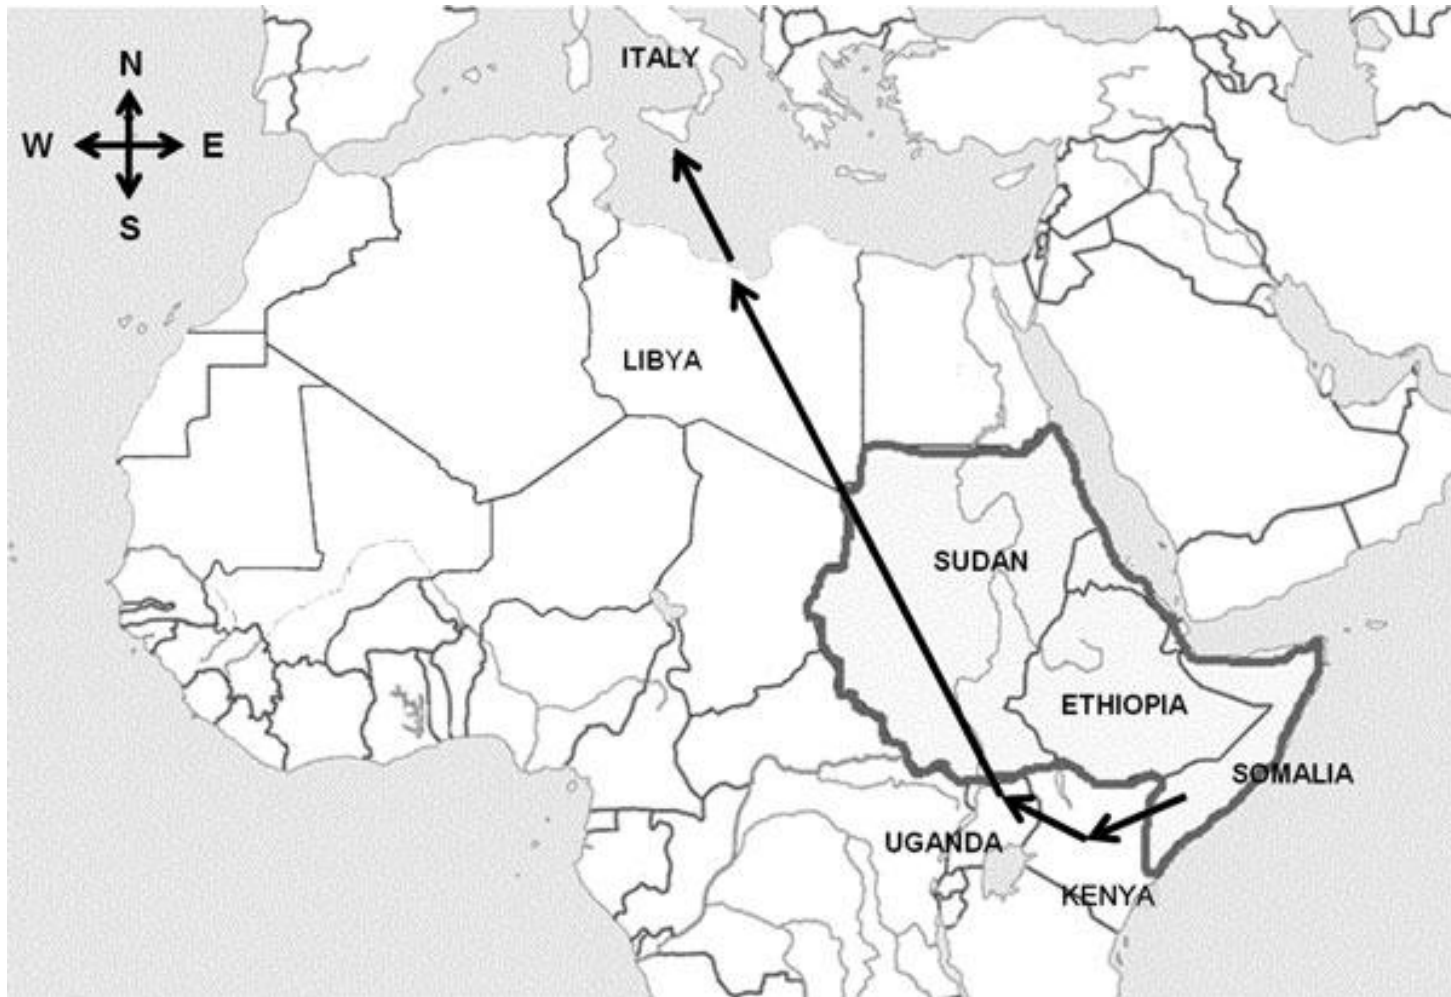 ITALY
N
W
E
S
LIBYA
SUDAN
ETHIOPIA
SOMALIA
UGANDA
KENYA